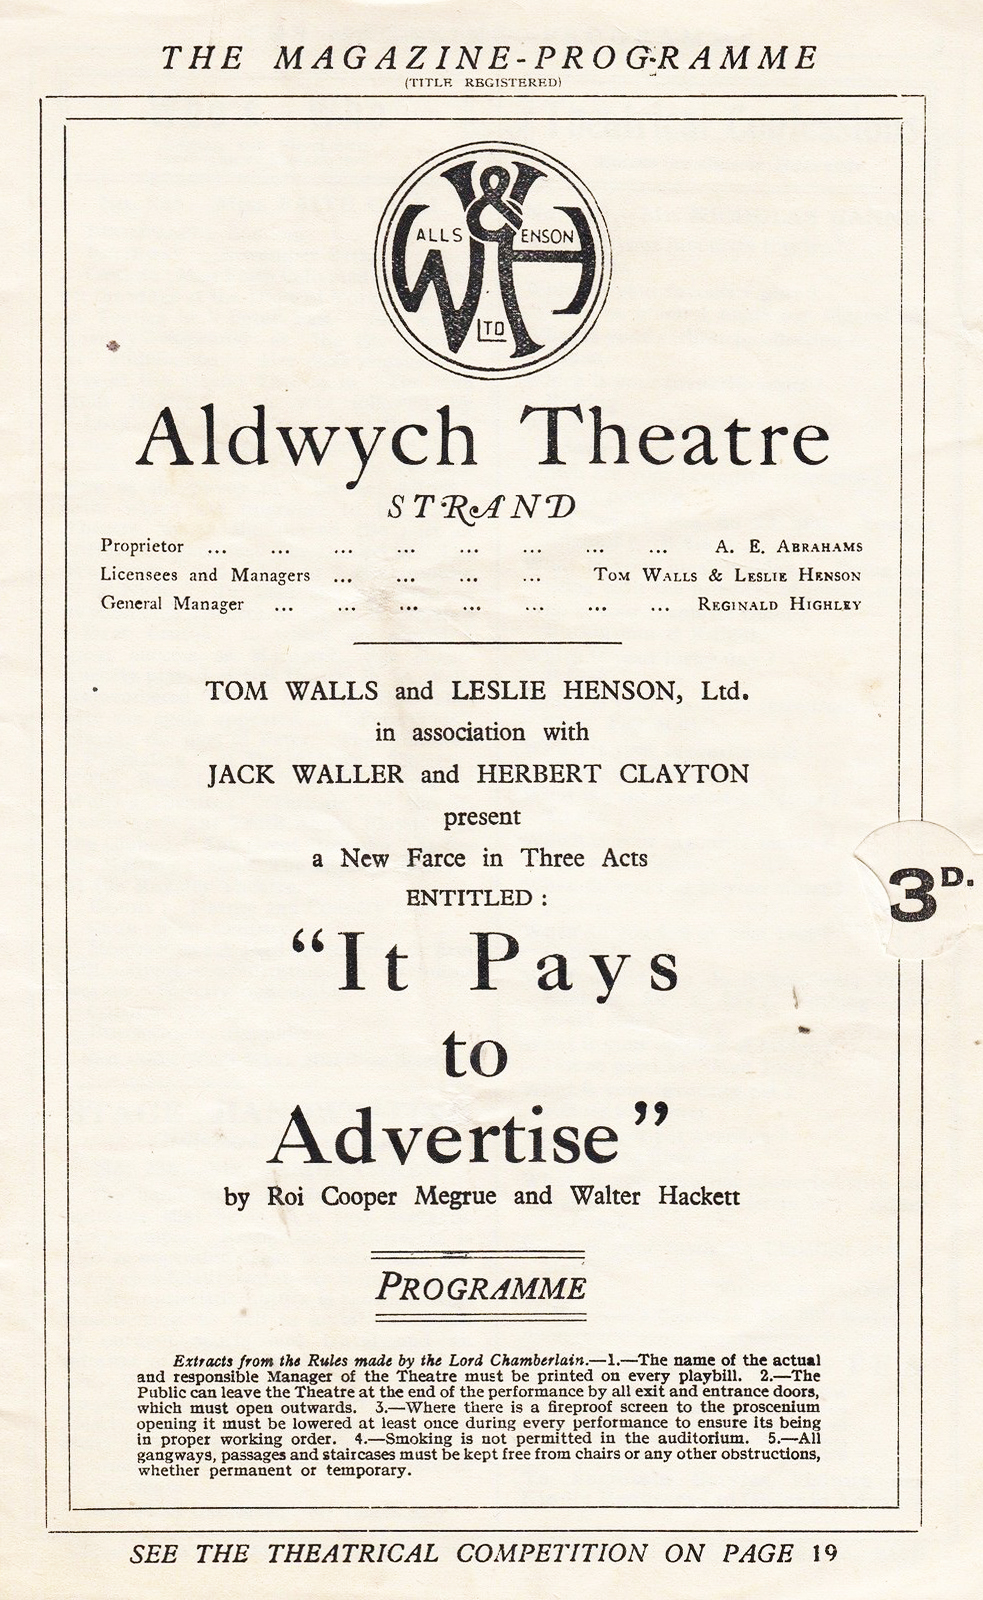 THE MAGAZINE-PROGRAMME
(TITLE REGISTERED)
W ALLS & H ENSON
LTD
Aldwych Theatre
STRAND
Proprietor ... ... ... ... ... ... ... ... A. E. ABRAHAMS
Licensees and Managers ... ... ... ... TOM WALLS & LESLIE HENSON
General Manager ... ... ... ... ... ... ... REGINALD HIGHLEY
TOM WALLS and LESLIE HENSON, Ltd.
in association with
JACK WALLER and HERBERT CLAYTON
present
a New Farce in Three Acts
ENTITLED :
3D.
“It Pays
to
Advertise”
by Roi Cooper Megrue and Walter Hackett
PROGRAMME
Extracts from the Rules made by the Lord Chamberlain.—1.—The name of the actual
and responsible Manager of the Theatre must be printed on every playbill. 2.—The
Public can leave the Theatre at the end of the performance by all exit and entrance doors,
which must open outwards. 3.—Where there is a fireproof screen to the proscenium
opening it must be lowered at least once during every performance to ensure its being
in proper working order. 4.—Smoking is not permitted in the auditorium. 5.—All
gangways, passages and staircases must be kept free from chairs or any other obstructions,
whether permanent or temporary.
SEE THE THEATRICAL COMPETITION ON PAGE 19